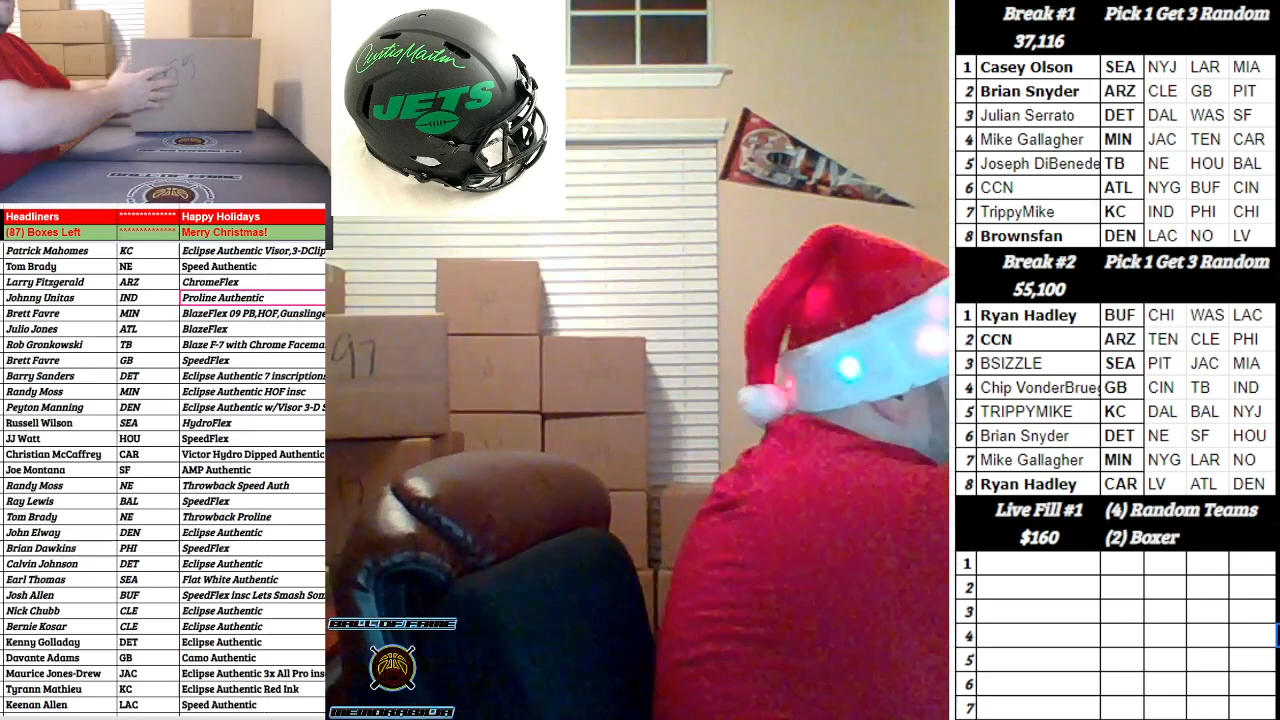 Curtis Martin
JETS
97
BALL OF FAME
MEMORABILIA
Headliners ************* Happy Holidays
(87) Boxes Left ************* Merry Christmas!
Patrick Mahomes KC Eclipse Authentic Visor,3-DClip
Tom Brady NE Speed Authentic
Larry Fitzgerald ARZ ChromeFlex
Johnny Unitas IND Proline Authentic
Brett Favre MIN BlazeFlex 09 PB,HOF,Gunslinge
Julio Jones ATL BlazeFlex
Rob Gronkowski TB Blaze F-7 with Chrome Facema
Brett Favre GB SpeedFlex
Barry Sanders DET Eclipse Authentic 7 inscriptions
Randy Moss MIN Eclipse Authentic HOF insc
Peyton Manning DEN Eclipse Authentic w/Visor 3-D S
Russell Wilson SEA HydroFlex
JJ Watt HOU SpeedFlex
Christian McCaffrey CAR Victor Hydro Dipped Authentic
Joe Montana SF AMP Authentic
Randy Moss NE Throwback Speed Auth
Ray Lewis BAL SpeedFlex
Tom Brady NE Throwback Proline
John Elway DEN Eclipse Authentic
Brian Dawkins PHI SpeedFlex
Calvin Johnson DET Eclipse Authentic
Earl Thomas SEA Flat White Authentic
Josh Allen BUF SpeedFlex insc Lets Smash Som
Nick Chubb CLE Eclipse Authentic
Bernie Kosar CLE Eclipse Authentic
Kenny Golladay DET Eclipse Authentic
Davante Adams GB Camo Authentic
Maurice Jones-Drew JAC Eclipse Authentic 3x All Pro ins
Tyrann Mathieu KC Eclipse Authentic Red Ink
Keenan Allen LAC Speed Authentic
Break #1 Pick 1 Get 3 Random
37,116
1 Casey Olson SEA NYJ LAR MIA
2 Brian Snyder ARZ CLE GB PIT
3 Julian Serrato DET DAL WAS SF
4 Mike Gallagher MIN JAC TEN CAR
5 Joseph DiBenede TB NE HOU BAL
6 CCN ATL NYG BUF CIN
7 TrippyMike KC IND PHI CHI
8 Brownsfan DEN LAC NO LV
Break #2 Pick 1 Get 3 Random
55,100
1 Ryan Hadley BUF CHI WAS LAC
2 CCN ARZ TEN CLE PHI
3 BSIZZLE SEA PIT JAC MIA
4 Chip VonderBrueg GB CIN TB IND
5 TRIPPYMIKE KC DAL BAL NYJ
6 Brian Snyder DET NE SF HOU
7 Mike Gallagher MIN NYG LAR NO
8 Ryan Hadley CAR LV ATL DEN
Live Fill #1 (4) Random Teams
$160 (2) Boxer
1
2
3
4
5
6
7